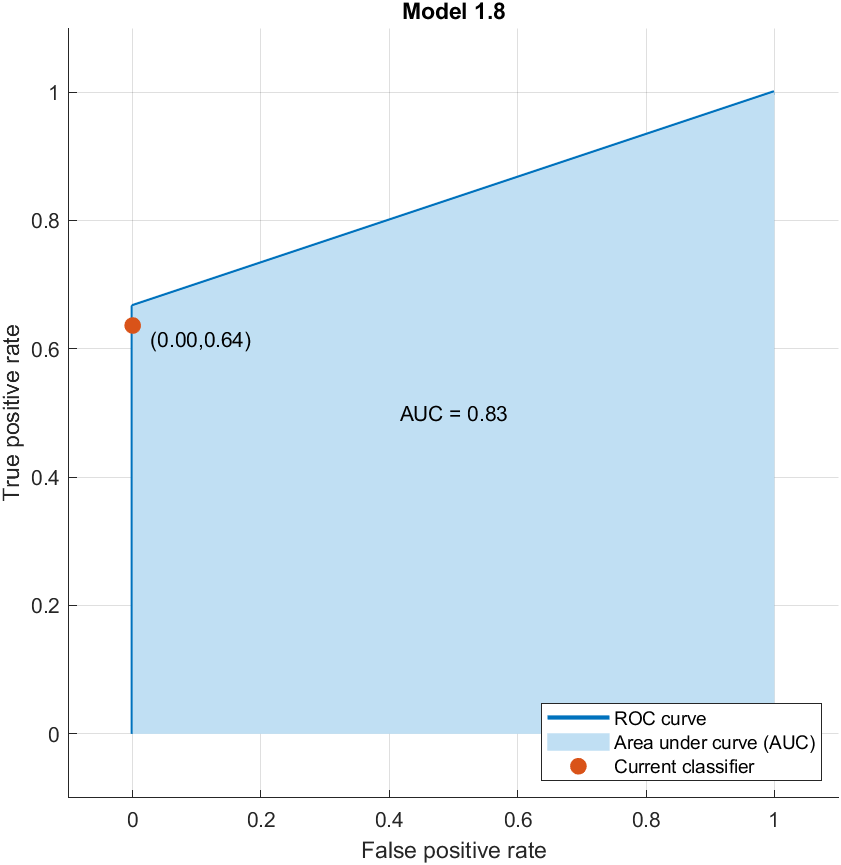 Model 1.8
True positive rate
1
0.8
0.6
0.4
0.2
0
(0.00,0.64)
AUC = 0.83
ROC curve
Area under curve (AUC)
Current classifier
0 0.2 0.4 0.6 0.8 1
False positive rate